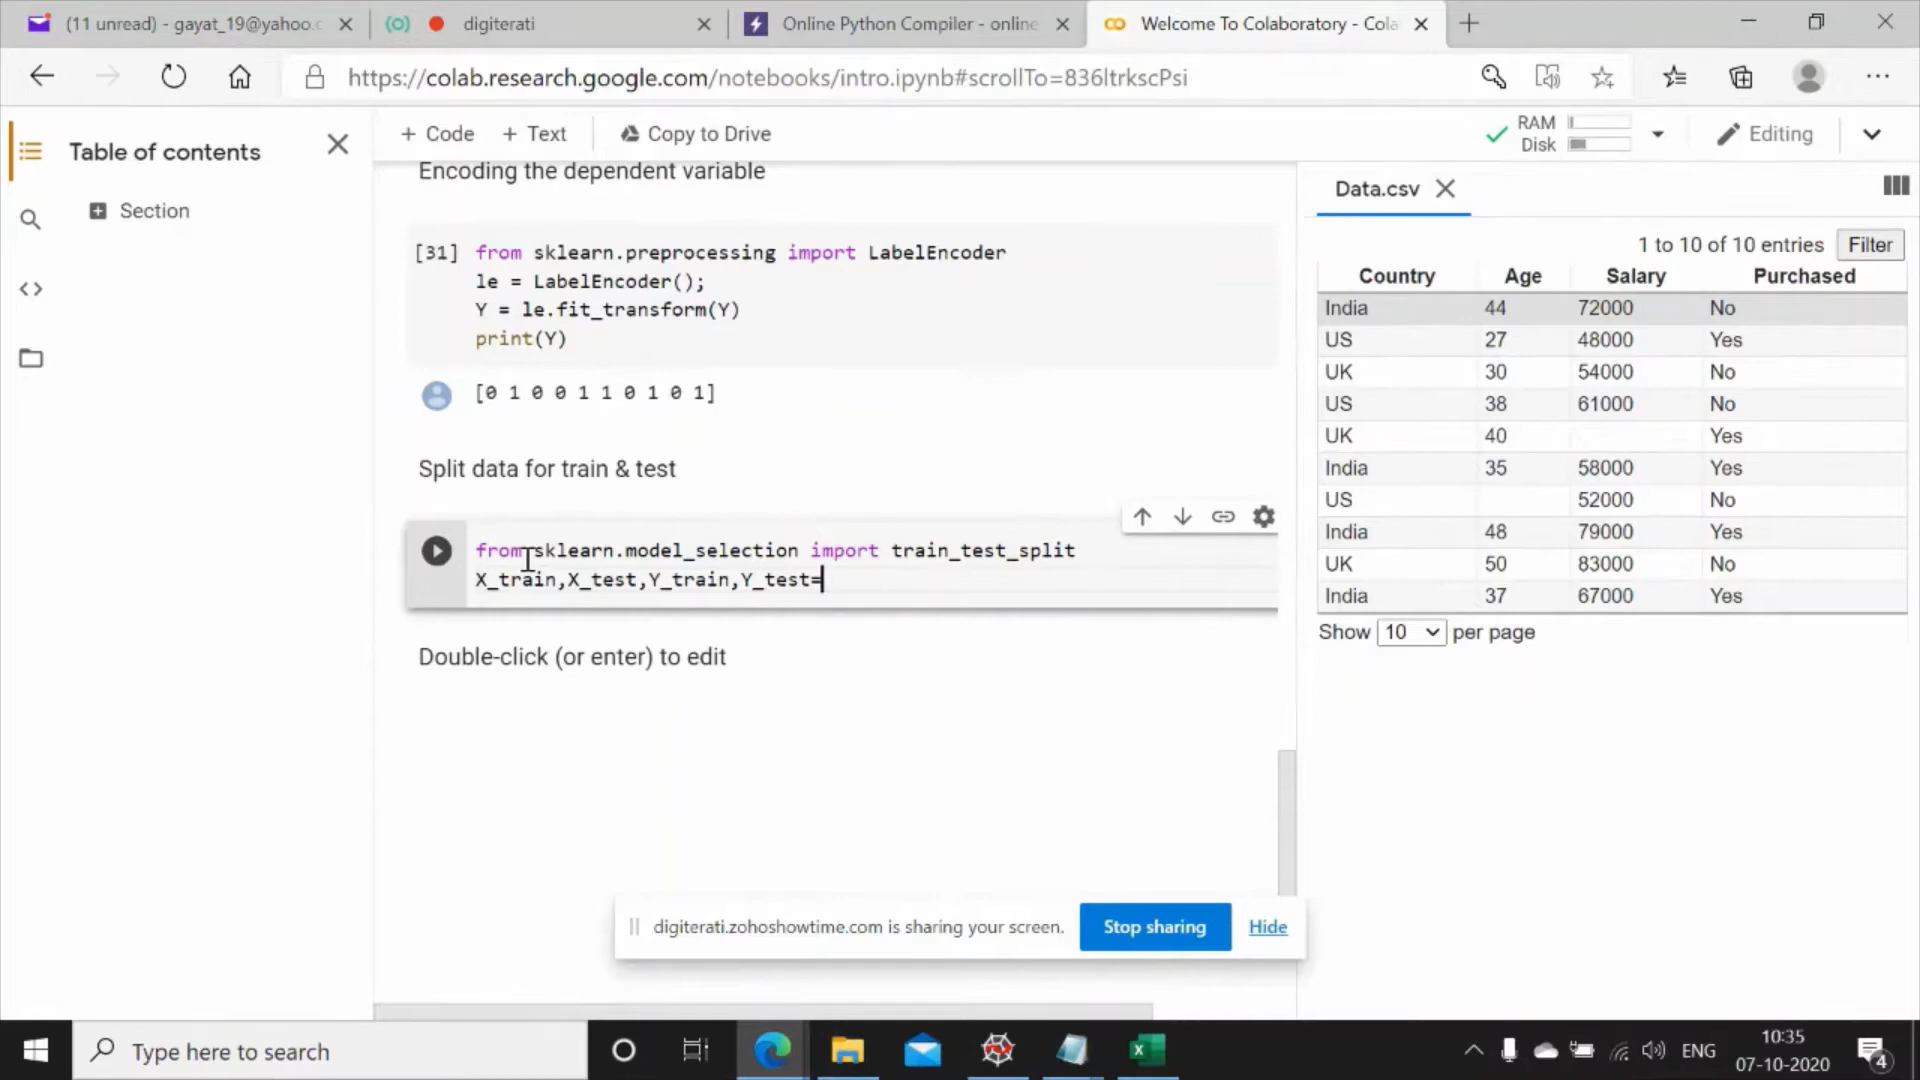 (11 unread) - gayat_19@yahoo.c
digiterati
Online Python Compiler - online
Welcome To Colaboratory - Cola
https://colab.research.google.com/notebooks/intro.ipynb#scrollTo=836ltrkscPsi
Table of contents
Section
+ Code + Text Copy to Drive
RAM
Disk
Editing
Encoding the dependent variable
[31] from sklearn.preprocessing import LabelEncoder
le = LabelEncoder();
Y = le.fit_transform(Y)
print(Y)
[0 1 0 0 1 1 0 1 0 1]
Split data for train & test
from sklearn.model_selection import train_test_split
X_train,X_test,Y_train,Y_test=
Double-click (or enter) to edit
Data.csv
1 to 10 of 10 entries Filter
Country Age Salary Purchased
India 44 72000 No
US 27 48000 Yes
UK 30 54000 No
US 38 61000 No
UK 40 Yes
India 35 58000 Yes
US 52000 No
India 48 79000 Yes
UK 50 83000 No
India 37 67000 Yes
Show 10 per page
digiterati.zohoshowtime.com is sharing your screen. Stop sharing Hide
Type here to search
ENG
10:35
07-10-2020
4